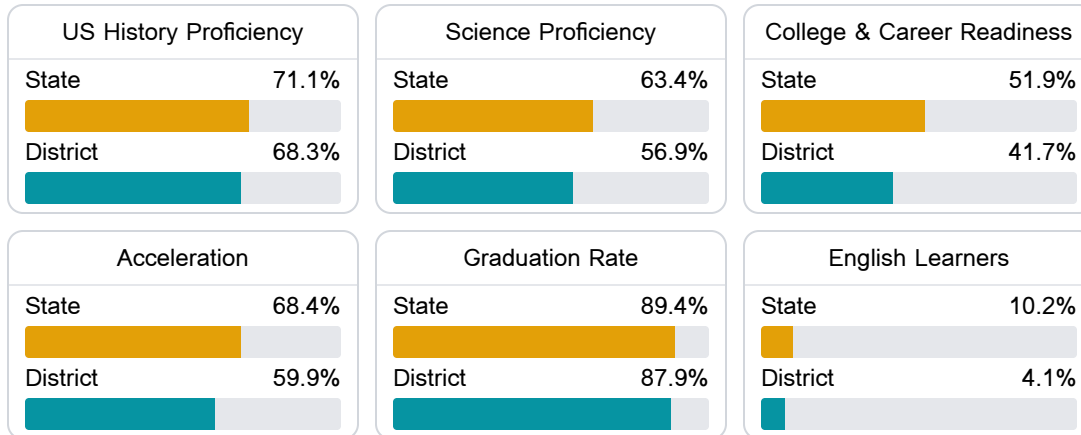 US History Proficiency
State 71.1%
District 68.3%
Science Proficiency
State 63.4%
District 56.9%
College & Career Readiness
State 51.9%
District 41.7%
Acceleration
State 68.4%
District 59.9%
Graduation Rate
State 89.4%
District 87.9%
English Learners
State 10.2%
District 4.1%